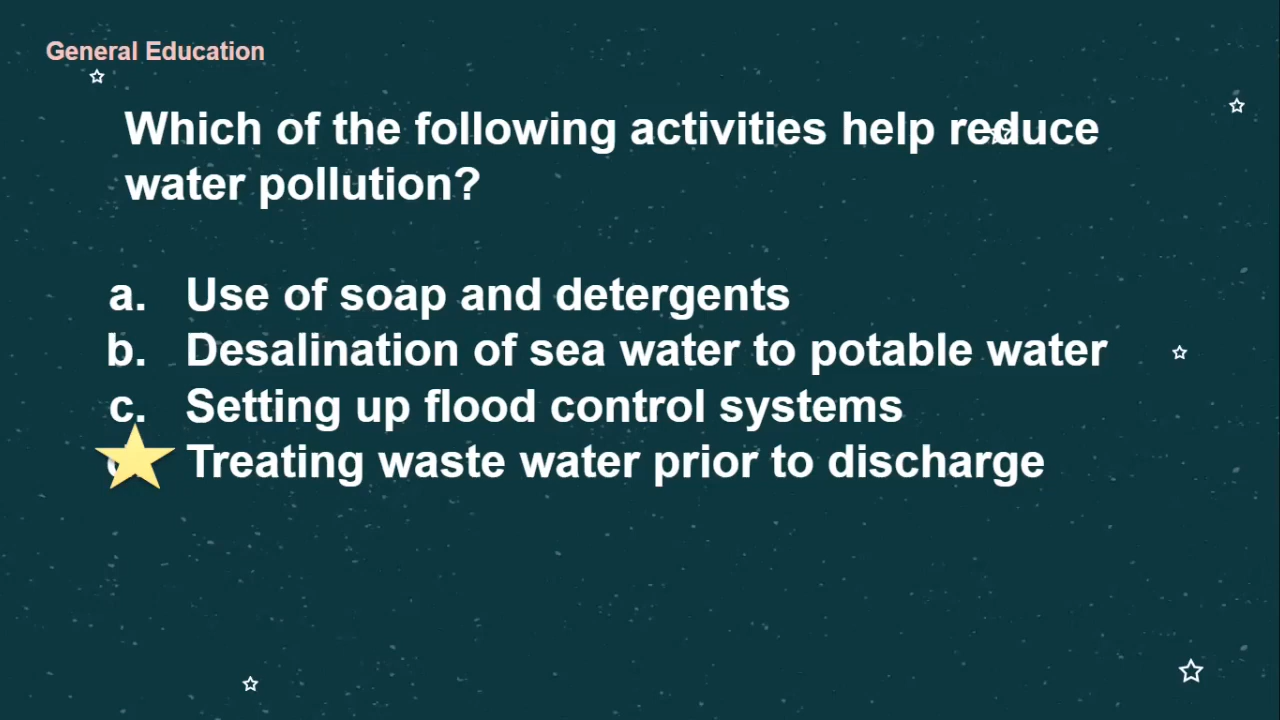 General Education
Which of the following activities help reduce
water pollution?
a. Use of soap and detergents
b. Desalination of sea water to potable water
c. Setting up flood control systems
Treating waste water prior to discharge